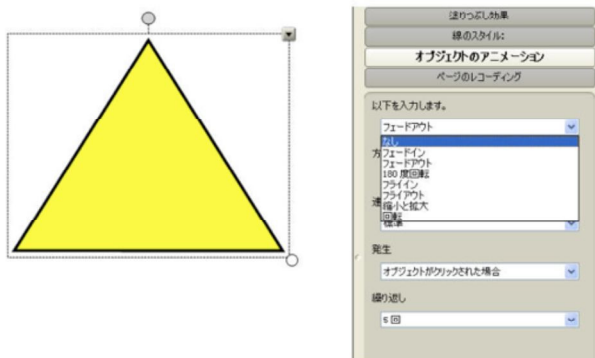 塗りつぶし効果
線のスタイル:
オブジェクトのアニメーション
ページのレコーディング
以下を入力します。
フェードアウト
なし
フェードイン
フェードアウト
180 度回転
フライイン
フライアウト
縮小と拡大
回転
方
速
標準
発生
オブジェクトがクリックされた場合
繰り返し
5 回